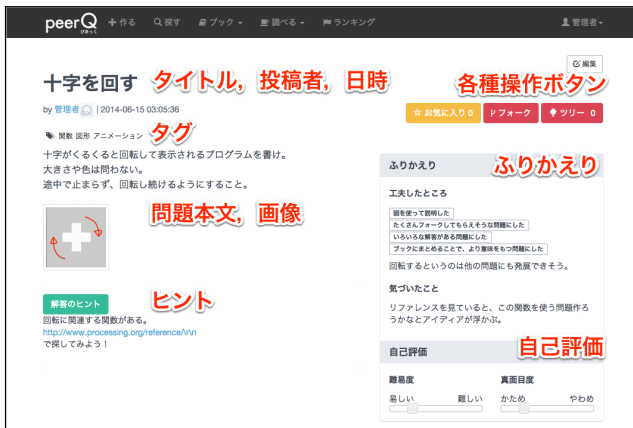 peerQ ぴあっく + 作る 探す ブック 調べる ランキング 管理者
編集
十字を回す タイトル，投稿者，日時 各種操作ボタン
by 管理者 | 2014-06-15 03:05:36
お気に入り 0 フォーク ツリー 0
関数 図形 アニメーション タグ
十字がくるくると回転して表示されるプログラムを書け。
大きさや色は問わない。
途中で止まらず、回転し続けるようにすること。
問題本文，画像
解答のヒント ヒント
回転に関連する関数がある。
http://www.processing.org/reference/\r\n
で探してみよう！
ふりかえり ふりかえり
工夫したところ
図を使って説明した
たくさんフォークしてもらえそうな問題にした
いろいろな解答がある問題にした
ブックにまとめることで、より意味をもつ問題にした
回転するというのは他の問題にも発展できそう。
気づいたこと
リファレンスを見ていると、この関数を使う問題作ろ
うかなとアイディアが浮かぶ。
自己評価 自己評価
難易度 真面目度
易しい 難しい かため やわめ